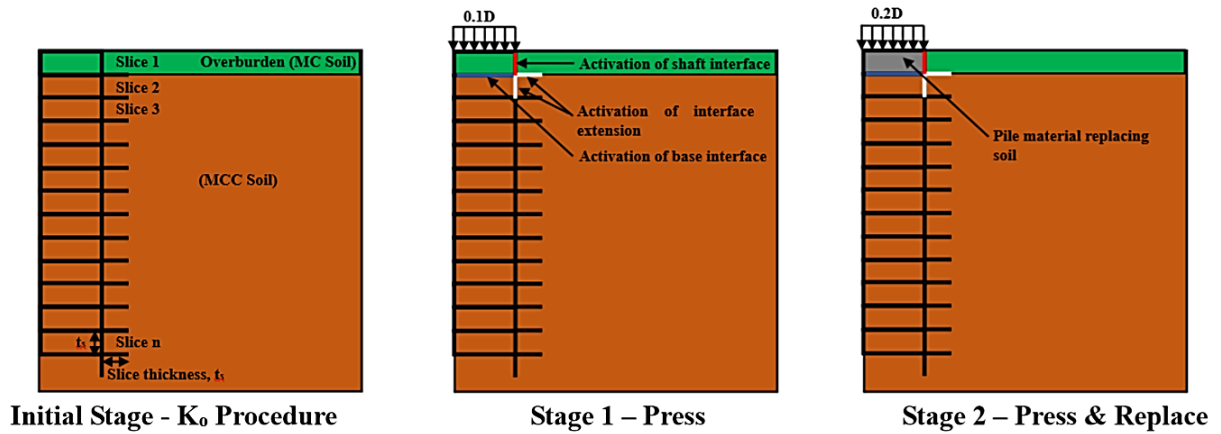 Slice 1
Overburden (MC Soil)
Slice 2
Slice 3
(MCC Soil)
tₛ
Slice n
Slice thickness, tₛ
Initial Stage - Kₒ Procedure
0.1D
Activation of shaft interface
Activation of interface
extension
Activation of base interface
Stage 1 – Press
0.2D
Pile material replacing
soil
Stage 2 – Press & Replace